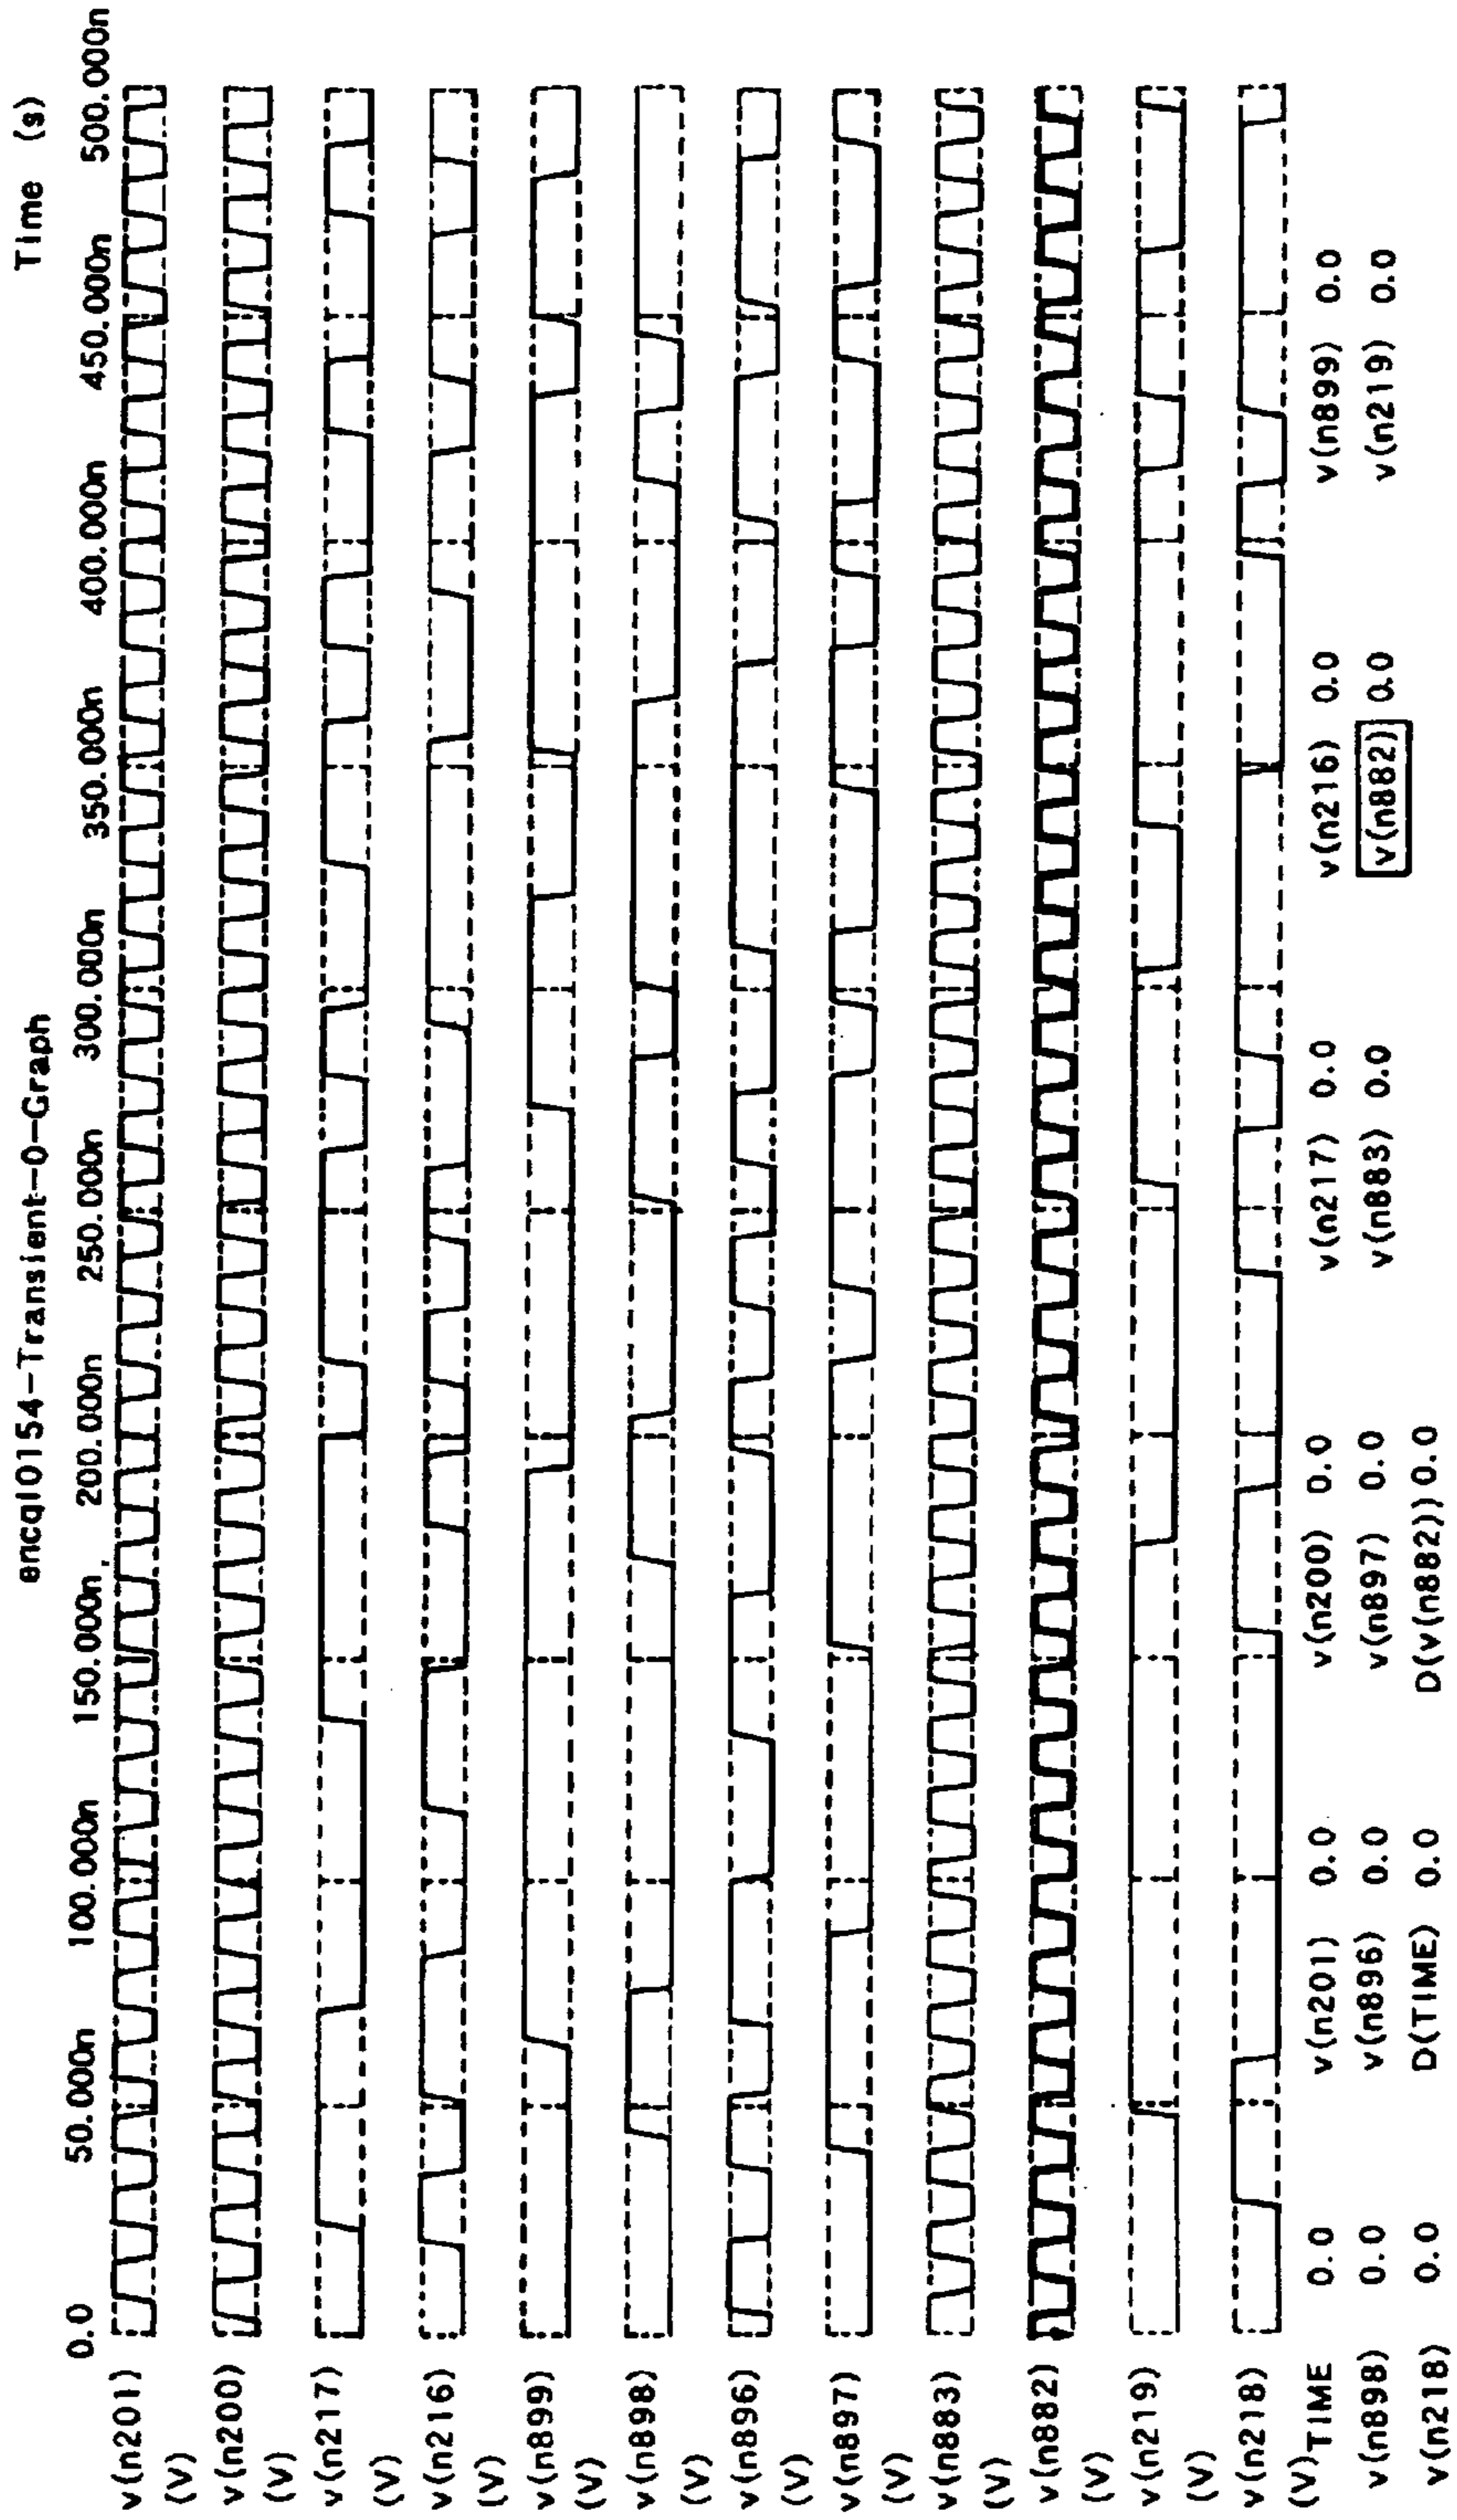 encql0154-Transient-0-Graph
Time (s)
0.0 50.000n 100.000n 150.000n 200.000n 250.000n 300.000n 350.000n 400.000n 450.000n 500.000n
v(n201)
(V)
v(n200)
(V)
v(n217)
(V)
v(n216)
(V)
v(n899)
(V)
v(n898)
(V)
v(n896)
(V)
v(n897)
(V)
v(n883)
(V)
v(n882)
(V)
v(n219)
(V)
v(n218)
(V)
TIME 0.0 v(n201) 0.0 v(n200) 0.0 v(n217) 0.0 v(n216) 0.0 v(n899) 0.0
v(n898) 0.0 v(n896) 0.0 v(n897) 0.0 v(n883) 0.0 v(n882) 0.0 v(n219) 0.0
v(n218) 0.0 D(TIME) 0.0 D(v(n882)) 0.0